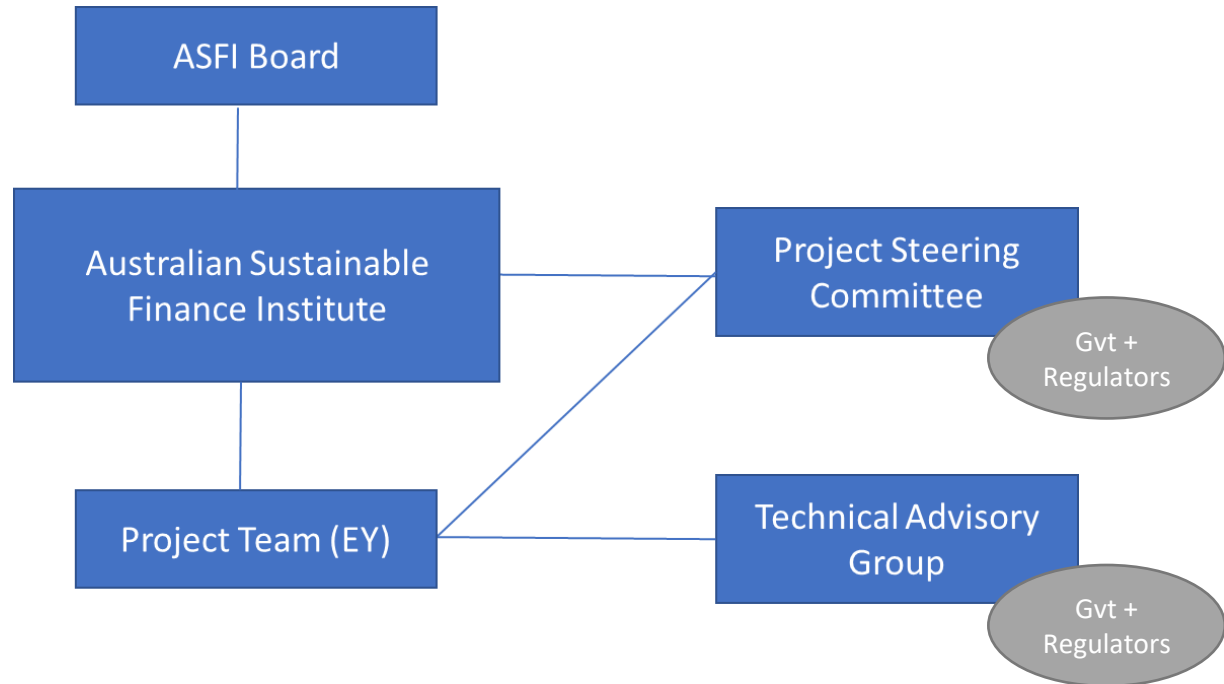 ASFI Board
Australian Sustainable
Finance Institute
Project Steering
Committee
Gvt +
Regulators
Project Team (EY)
Technical Advisory
Group
Gvt +
Regulators